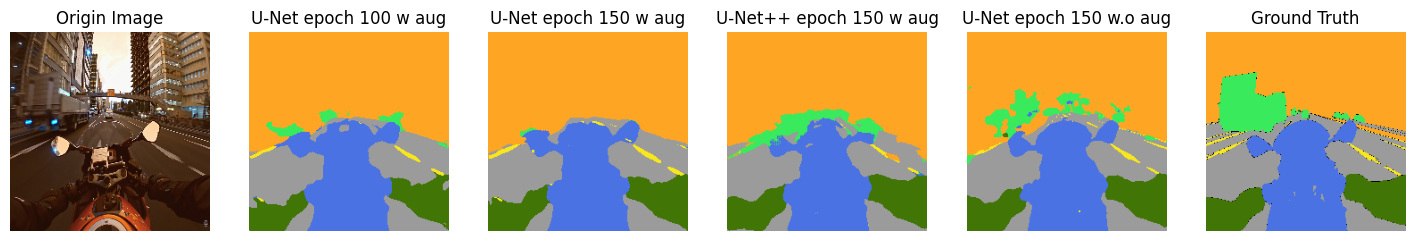 Origin Image
U-Net epoch 100 w aug
U-Net epoch 150 w aug
U-Net++ epoch 150 w aug
U-Net epoch 150 w.o aug
Ground Truth